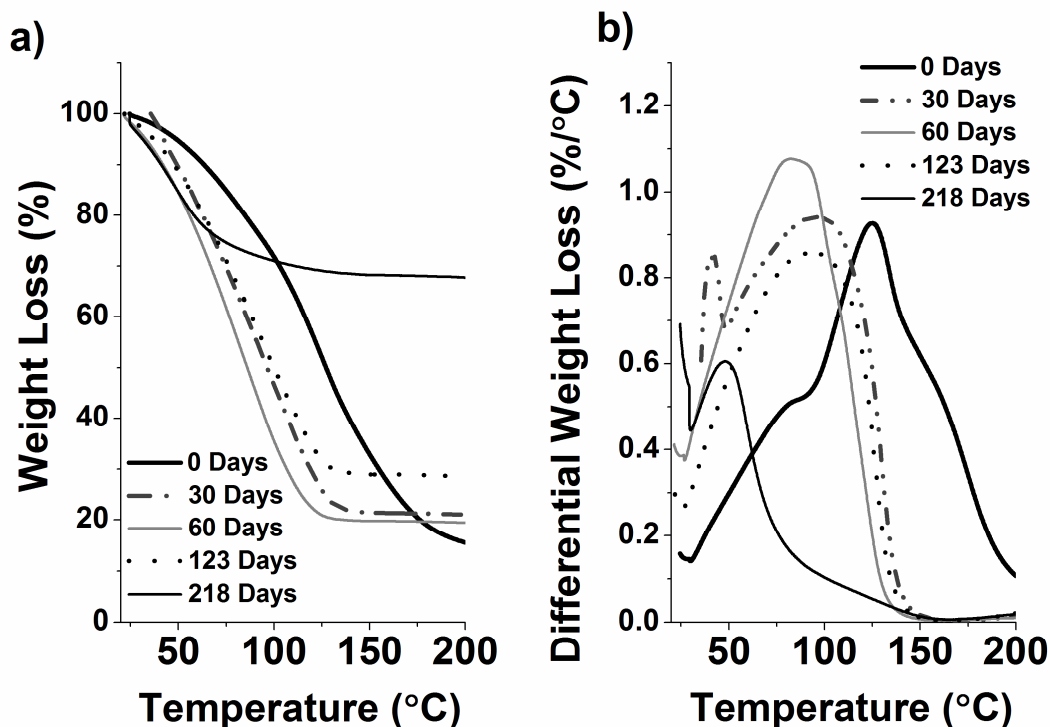 a)
Weight Loss (%)
100
80
60
40
20
0
0 Days
30 Days
60 Days
123 Days
218 Days
50
100
150
200
Temperature (°C)
b)
Differential Weight Loss (%/°C)
1.2
1.0
0.8
0.6
0.4
0.2
0.0
0 Days
30 Days
60 Days
123 Days
218 Days
50
100
150
200
Temperature (°C)